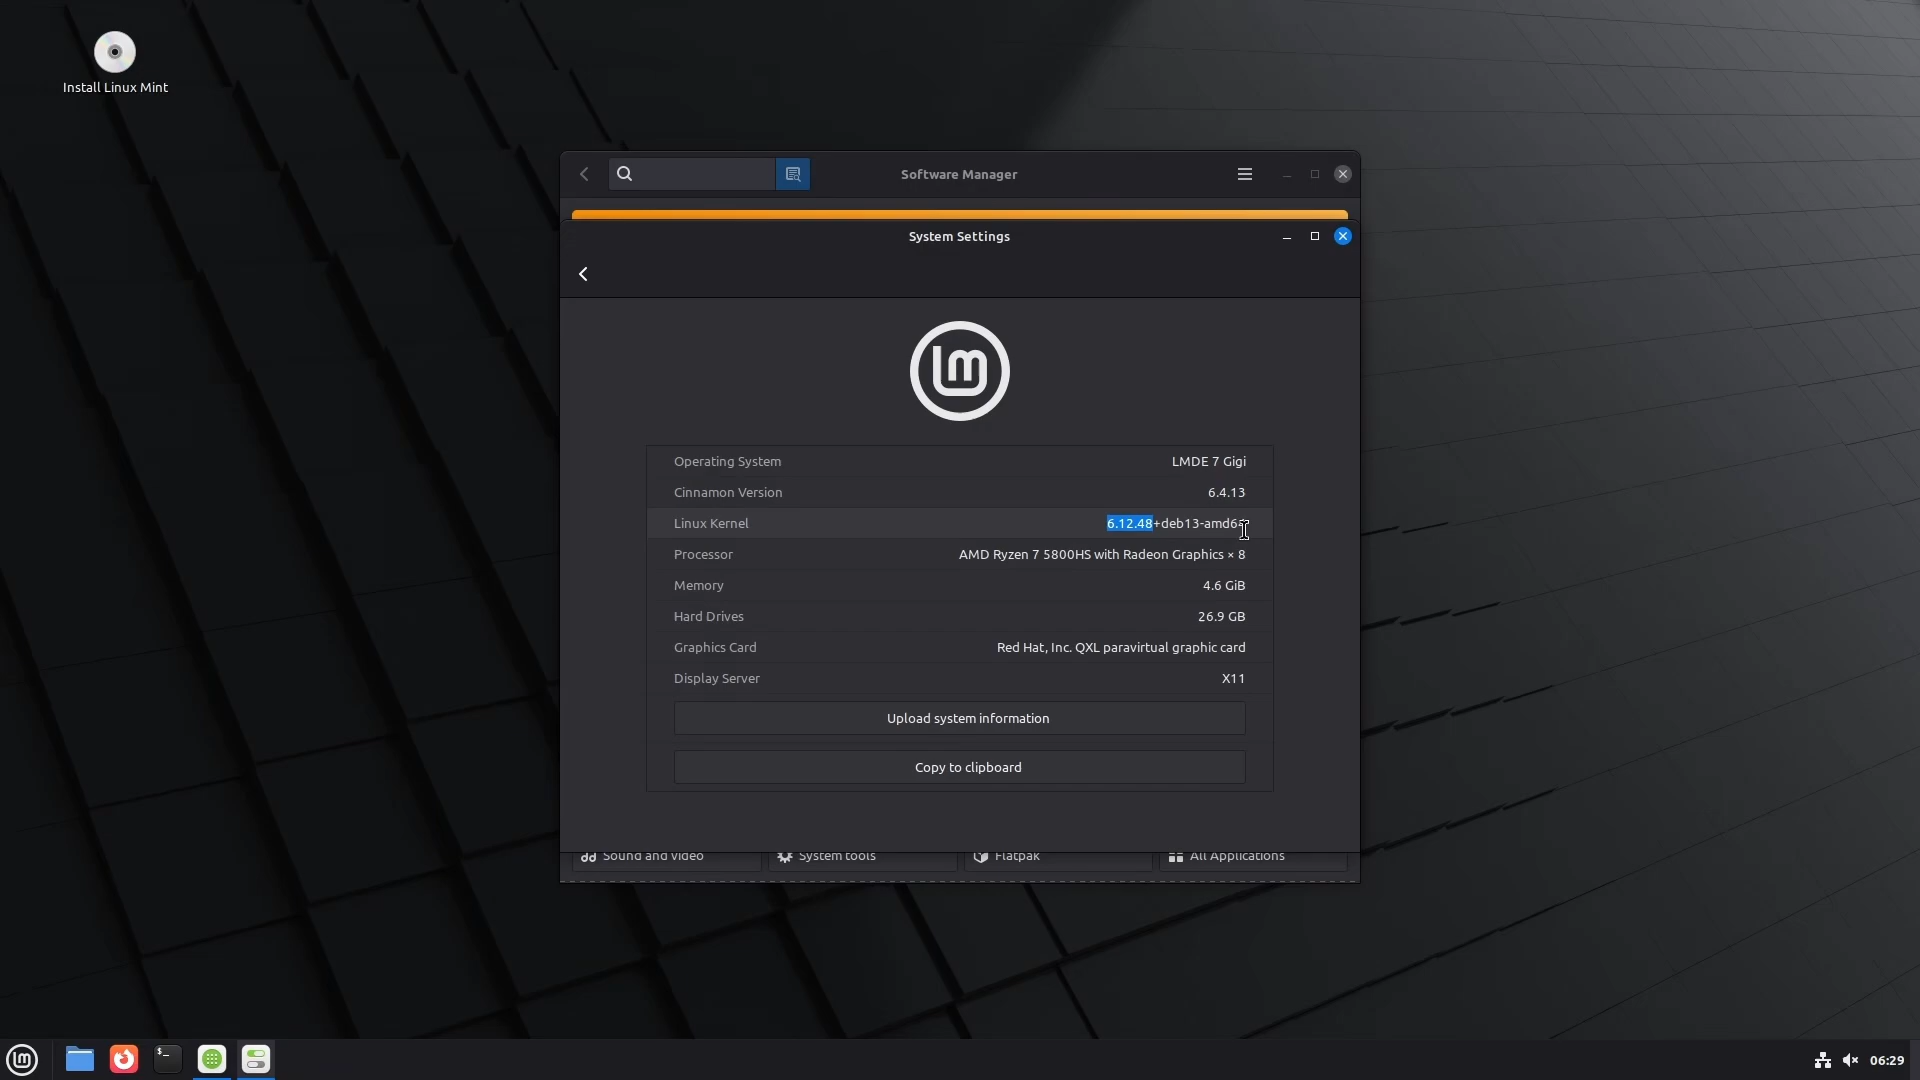 Install Linux Mint
Software Manager
System Settings
Operating System LMDE 7 Gigi
Cinnamon Version 6.4.13
Linux Kernel 6.12.48+deb13-amd64
Processor AMD Ryzen 7 5800HS with Radeon Graphics × 8
Memory 4.6 GiB
Hard Drives 26.9 GB
Graphics Card Red Hat, Inc. QXL paravirtual graphic card
Display Server X11
Upload system information
Copy to clipboard
Sound and video System tools Flatpak All Applications
06:29